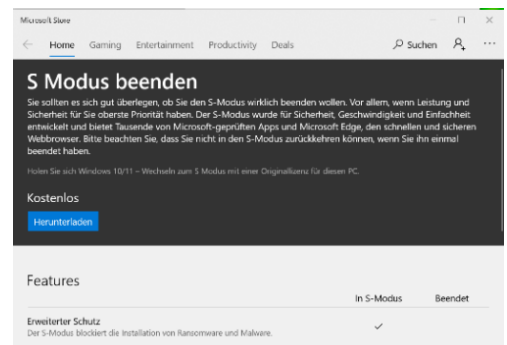 Microsoft Store
Home Gaming Entertainment Productivity Deals Suchen
S Modus beenden
Sie sollten es sich gut überlegen, ob Sie den S-Modus wirklich beenden wollen. Vor allem, wenn Leistung und
Sicherheit für Sie oberste Priorität haben. Der S-Modus wurde für Sicherheit, Geschwindigkeit und Einfachheit
entwickelt und bietet Tausende von Microsoft-geprüften Apps und Microsoft Edge, den schnellen und sicheren
Webbrowser. Bitte beachten Sie, dass Sie nicht in den S-Modus zurückkehren können, wenn Sie ihn einmal
beendet haben.
Holen Sie sich Windows 10/11 – Wechseln zum S Modus mit einer Originallizenz für diesen PC.
Kostenlos
Herunterladen
Features
In S-Modus Beendet
Erweiterter Schutz
Der S-Modus blockiert die Installation von Ransomware und Malware.